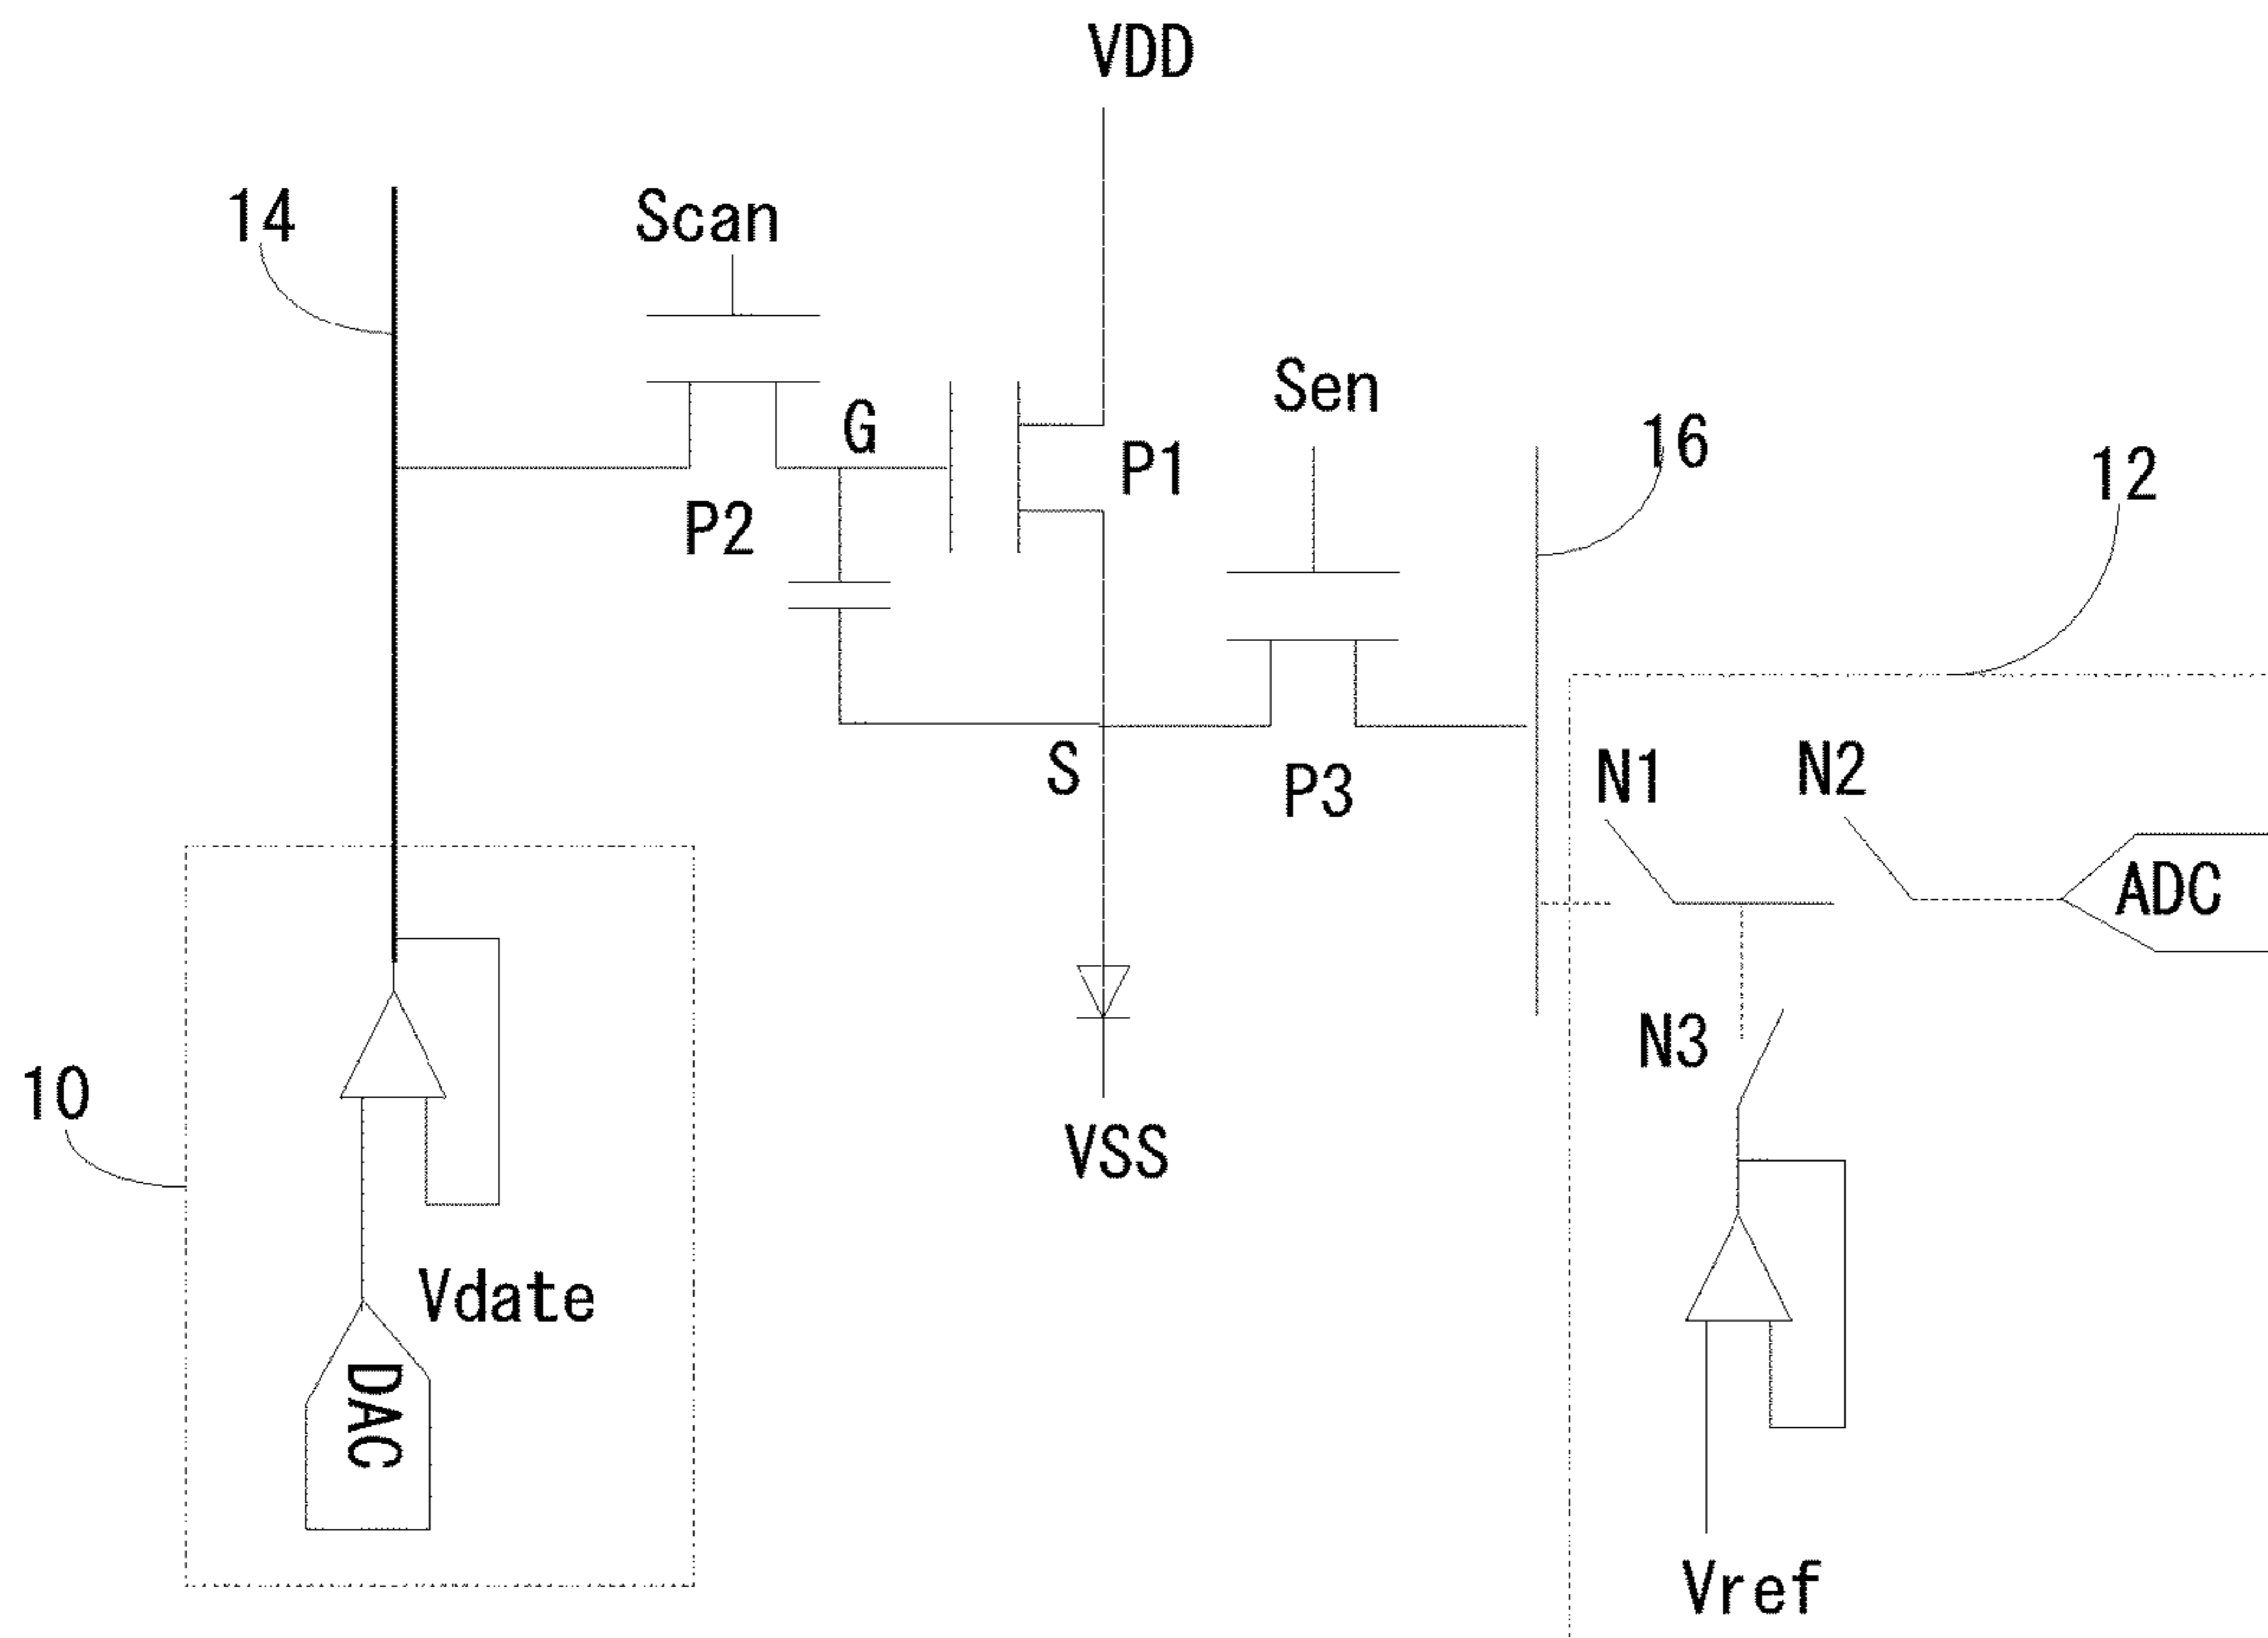 VDD
14
Scan
Sen
G
P1
16
12
P2
S
P3
N1
N2
ADC
N3
10
VSS
Vdate
DAC
Vref